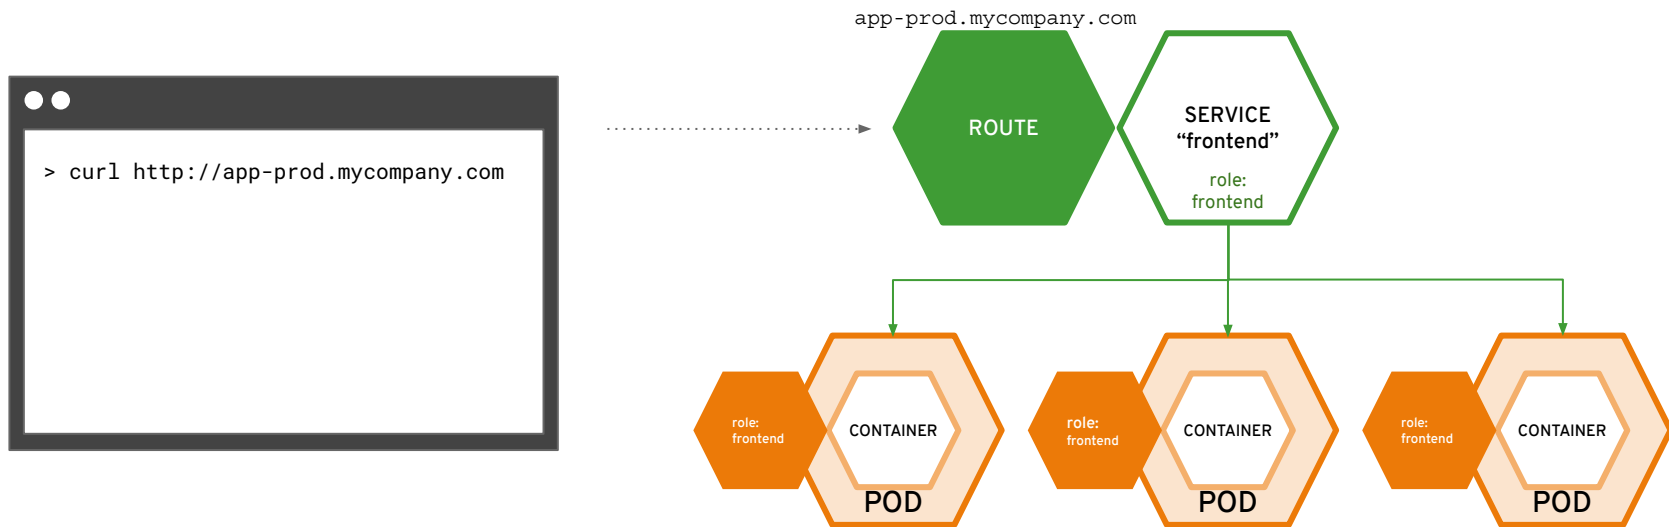 app-prod.mycompany.com
> curl http://app-prod.mycompany.com
ROUTE
SERVICE
“frontend”
role:
frontend
role:
frontend
CONTAINER
POD
role:
frontend
CONTAINER
POD
role:
frontend
CONTAINER
POD